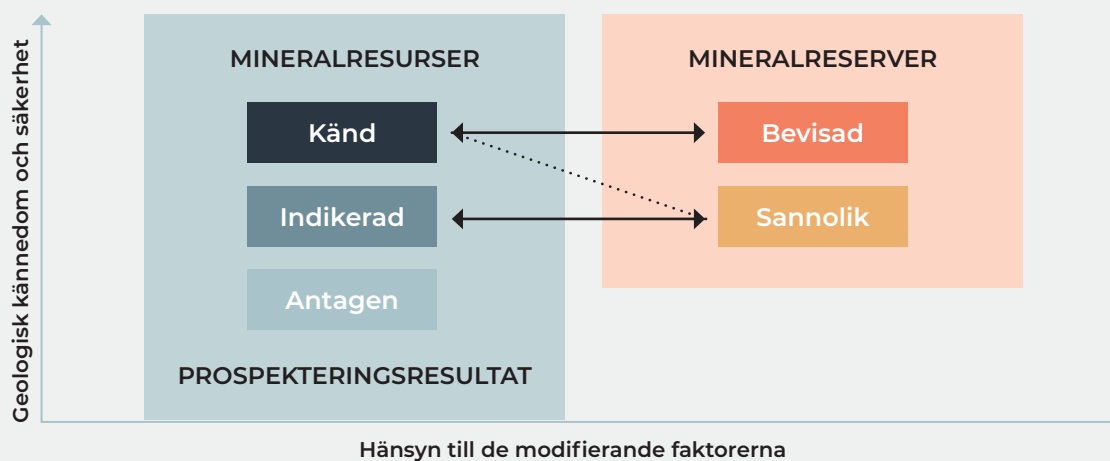 Geologisk kännedom och säkerhet
MINERALRESURSER
Känd
Indikerad
Antagen
PROSPEKTERINGSRESULTAT
MINERALRESERVER
Bevisad
Sannolik
Hänsyn till de modifierande faktorerna